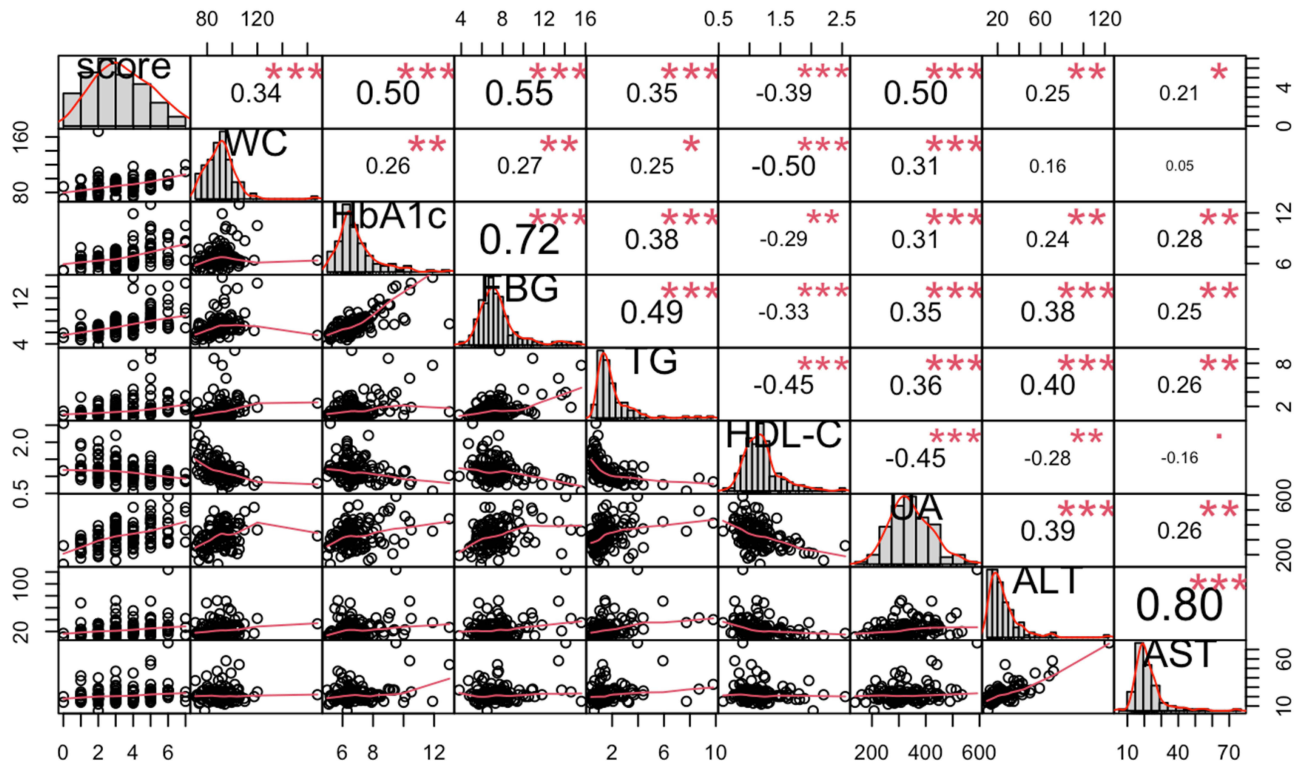 80 120 4 8 12 16 0.5 1.5 2.5 20 60 120
score 0.34 *** 0.50 *** 0.55 *** 0.35 *** -0.39 *** 0.50 *** 0.25 ** 0.21 * 0 4
80 160 WC 0.26 ** 0.27 ** 0.25 * -0.50 *** 0.31 *** 0.16 0.05
HbA1c 0.72 *** 0.38 *** -0.29 ** 0.31 *** 0.24 ** 0.28 ** 6 12
4 12 FBG 0.49 *** -0.33 *** 0.35 *** 0.38 *** 0.25 **
TG -0.45 *** 0.36 *** 0.40 *** 0.26 ** 2 8
0.5 2.0 HDL-C -0.45 *** -0.28 ** -0.16 .
UA 0.39 *** 0.26 ** 200 600
20 100 ALT 0.80 ***
AST 10 60
0 2 4 6 6 8 12 2 6 10 200 400 600 10 40 70